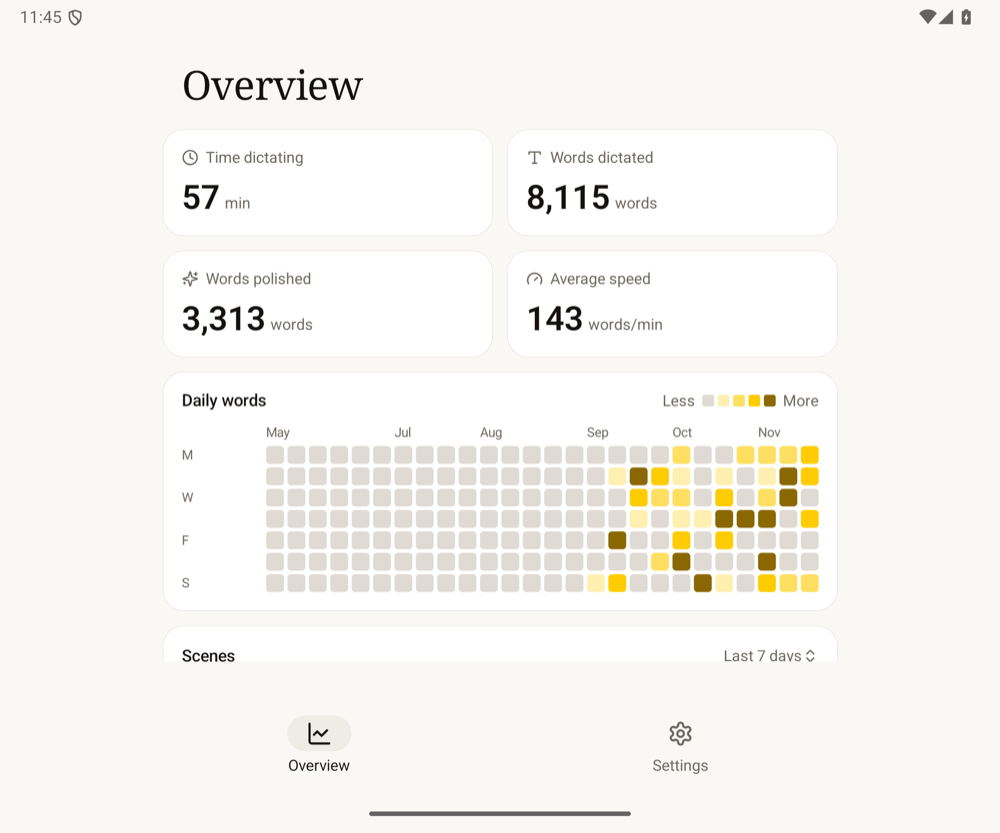 11:45
Overview
Time dictating
57 min
Words dictated
8,115 words
Words polished
3,313 words
Average speed
143 words/min
Daily words
Less More
May Jul Aug Sep Oct Nov
M
W
F
S
Scenes
Last 7 days
Overview
Settings